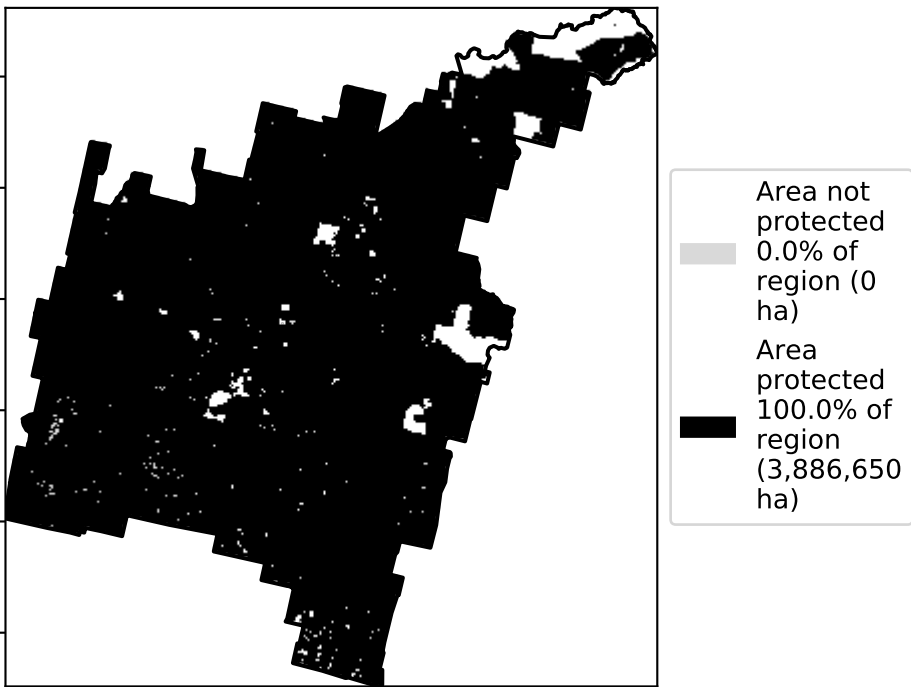 Area not
protected
0.0% of
region (0
ha)
Area
protected
100.0% of
region
(3,886,650
ha)